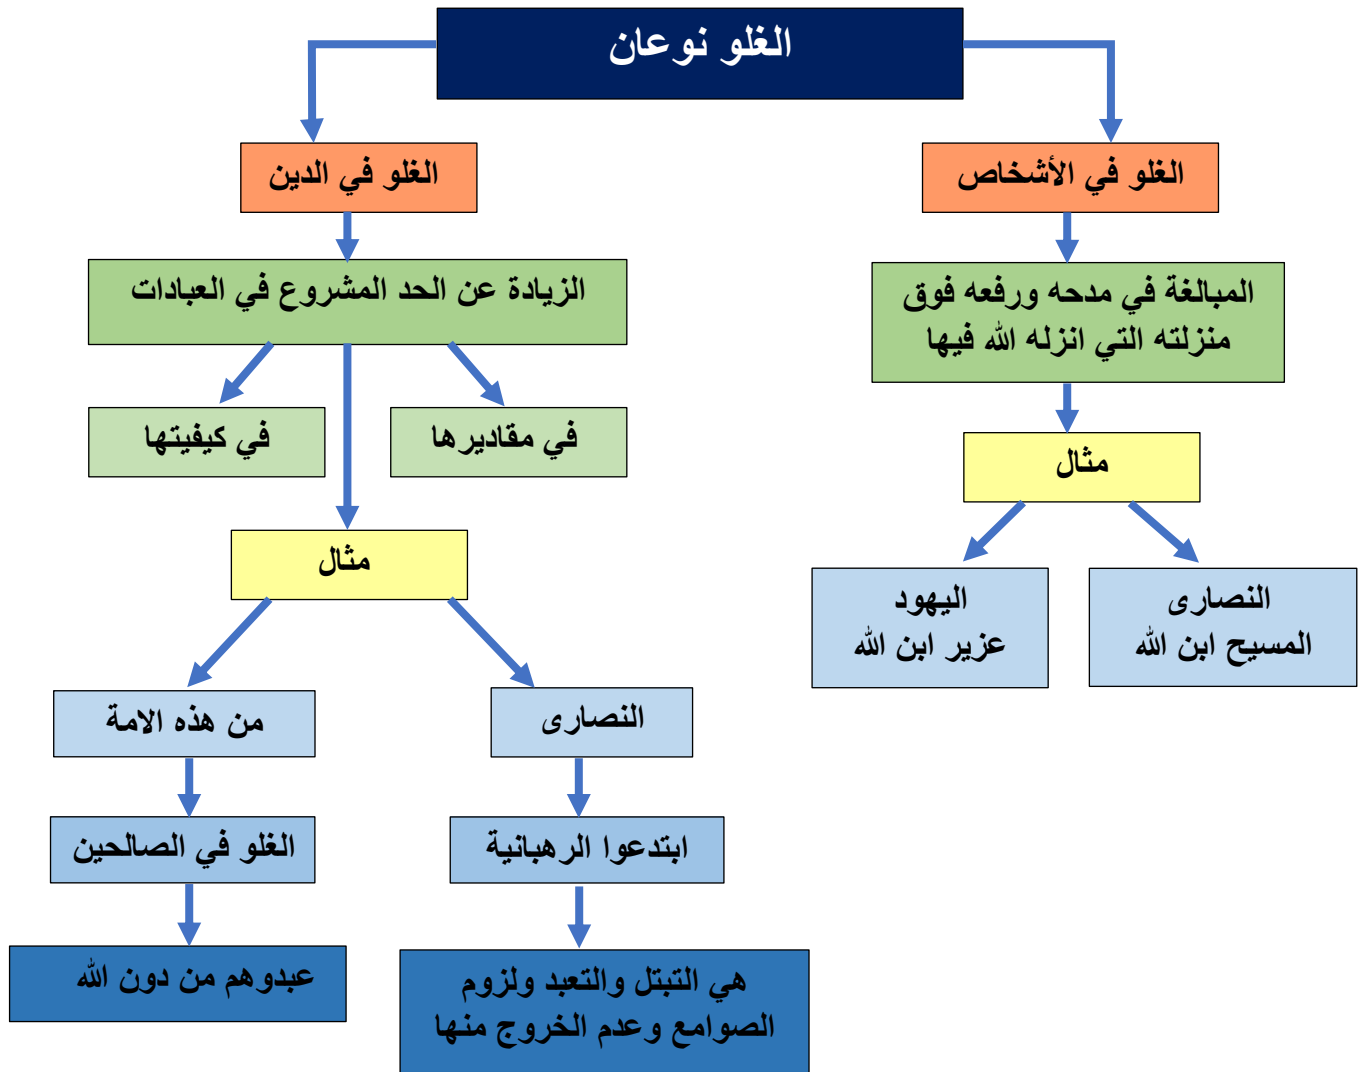 الغلو نوعان
الغلو في الأشخاص
المبالغة في مدحه ورفعه فوق
منزلته التي انزله الله فيها
مثال
النصارى
المسيح ابن الله
اليهود
عزير ابن الله
الغلو في الدين
الزيادة عن الحد المشروع في العبادات
في مقاديرها
في كيفيتها
مثال
النصارى
ابتدعوا الرهبانية
هي التبتل والتعبد ولزوم
الصوامع وعدم الخروج منها
من هذه الامة
الغلو في الصالحين
عبدوهم من دون الله